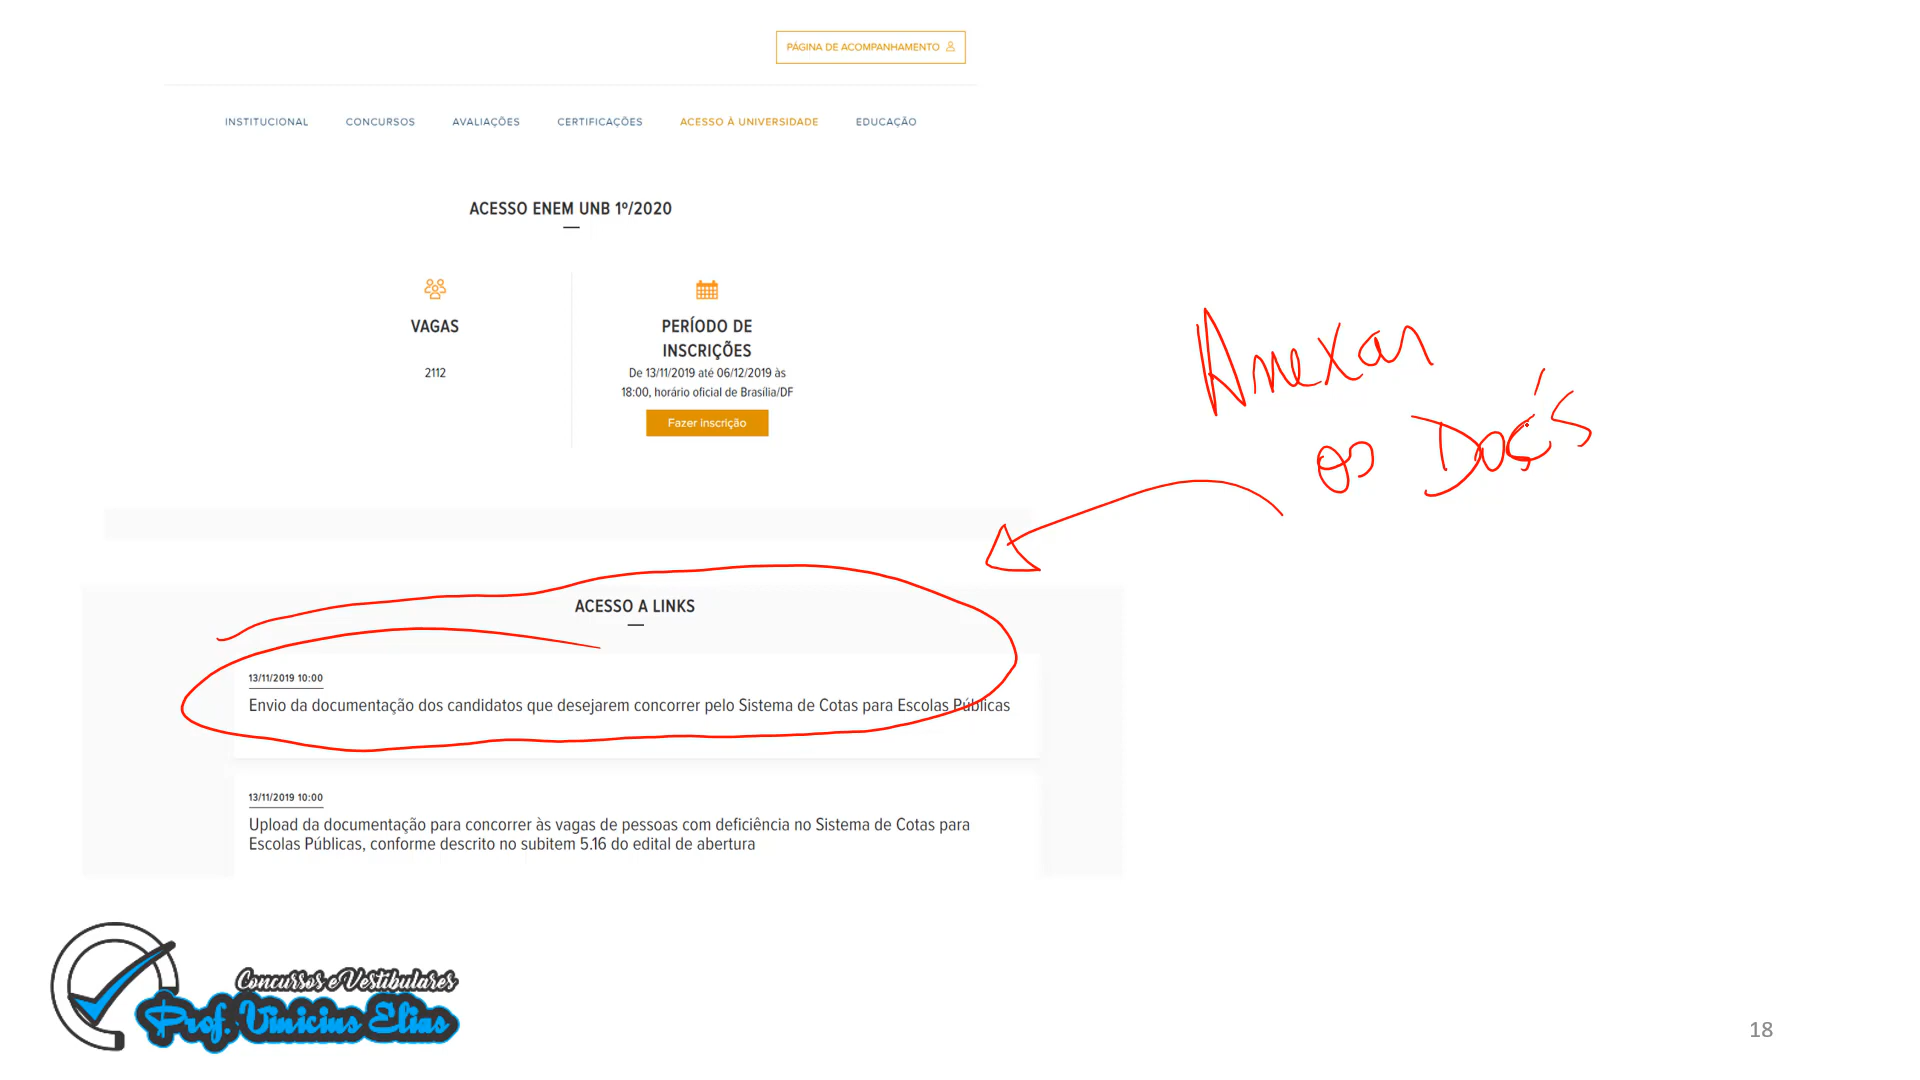 PÁGINA DE ACOMPANHAMENTO
INSTITUCIONAL CONCURSOS AVALIAÇÕES CERTIFICAÇÕES ACESSO À UNIVERSIDADE EDUCAÇÃO
ACESSO ENEM UNB 1º/2020
VAGAS
2112
PERÍODO DE
INSCRIÇÕES
De 13/11/2019 até 06/12/2019 às
18:00, horário oficial de Brasília/DF
Fazer inscrição
Anexar
os Doc's
ACESSO A LINKS
13/11/2019 10:00
Envio da documentação dos candidatos que desejarem concorrer pelo Sistema de Cotas para Escolas Públicas
13/11/2019 10:00
Upload da documentação para concorrer às vagas de pessoas com deficiência no Sistema de Cotas para
Escolas Públicas, conforme descrito no subitem 5.16 do edital de abertura
Concursos e Vestibulares
Prof. Vinicius Elias
18